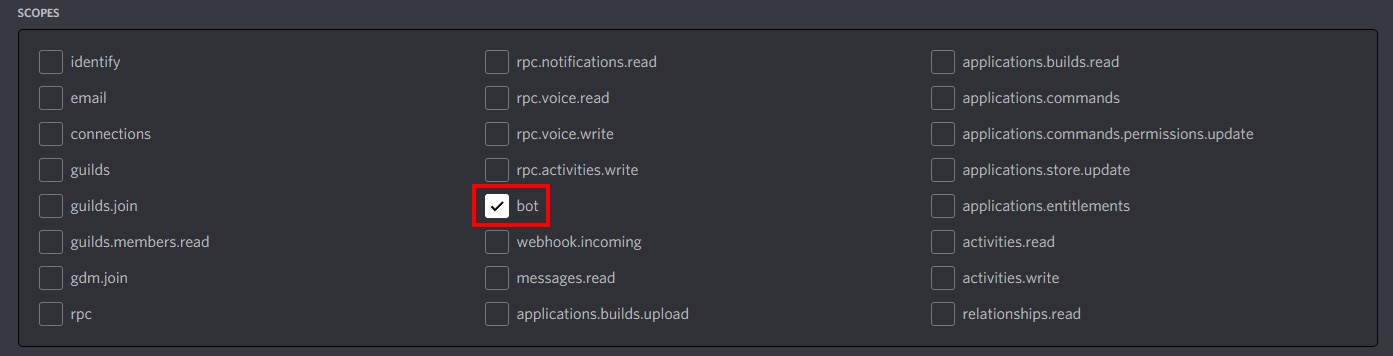 SCOPES
identify
email
connections
guilds
guilds.join
guilds.members.read
gdm.join
rpc
rpc.notifications.read
rpc.voice.read
rpc.voice.write
rpc.activities.write
bot
webhook.incoming
messages.read
applications.builds.upload
applications.builds.read
applications.commands
applications.commands.permissions.update
applications.store.update
applications.entitlements
activities.read
activities.write
relationships.read